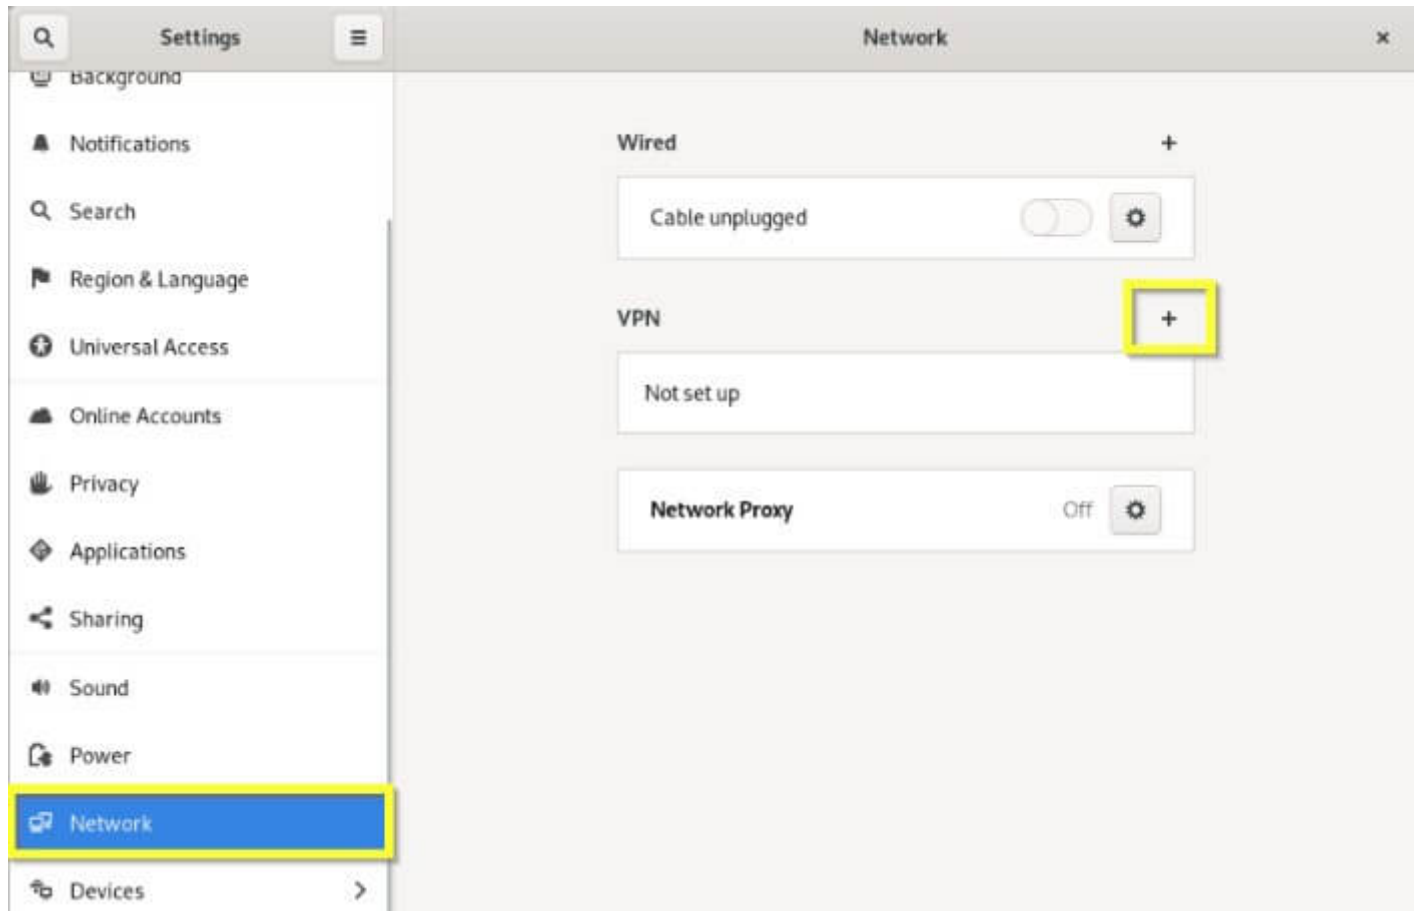 Settings
Network
Background
Notifications
Search
Region & Language
Universal Access
Online Accounts
Privacy
Applications
Sharing
Sound
Power
Network
Devices
Wired
+
Cable unplugged
VPN
+
Not set up
Network Proxy Off